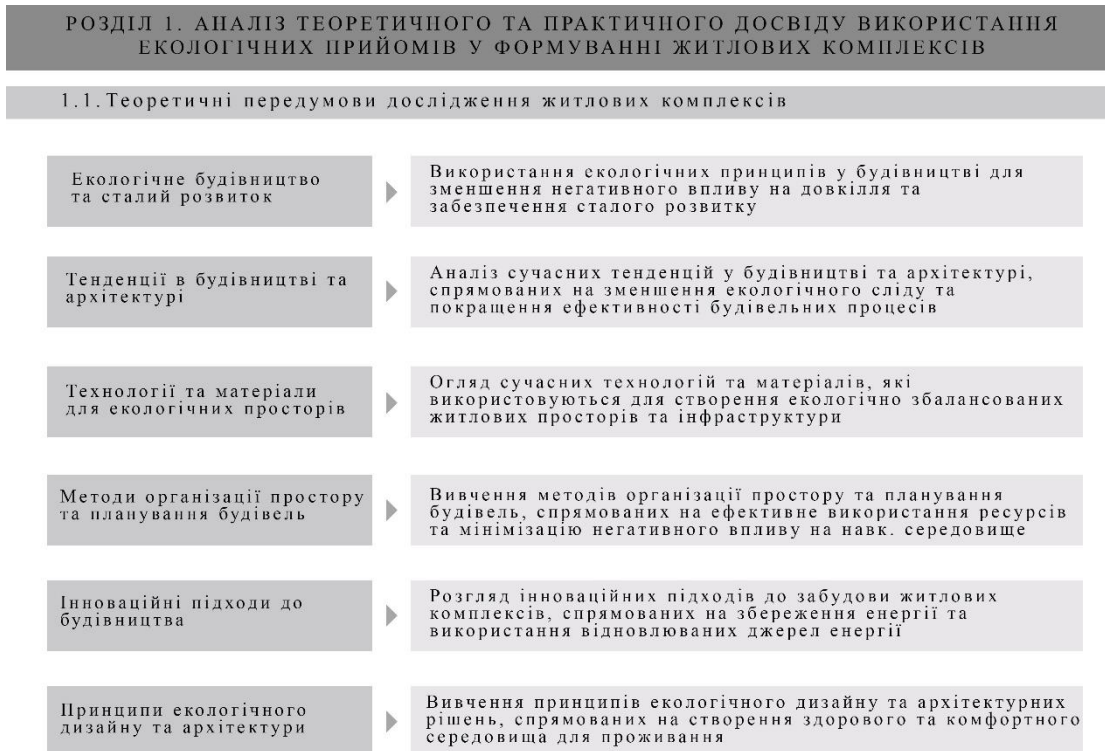 РОЗДІЛ 1. АНАЛІЗ ТЕОРЕТИЧНОГО ТА ПРАКТИЧНОГО ДОСВІДУ ВИКОРИСТАННЯ
ЕКОЛОГІЧНИХ ПРИЙОМІВ У ФОРМУВАННІ ЖИТЛОВИХ КОМПЛЕКСІВ
1.1. Теоретичні передумови дослідження житлових комплексів
Екологічне будівництво
та сталий розвиток
Використання екологічних принципів у будівництві для
зменшення негативного впливу на довкілля та
забезпечення сталого розвитку
Тенденції в будівництві та
архітектурі
Аналіз сучасних тенденцій у будівництві та архітектурі,
спрямованих на зменшення екологічного сліду та
покращення ефективності будівельних процесів
Технології та матеріали
для екологічних просторів
Огляд сучасних технологій та матеріалів, які
використовуються для створення екологічно збалансованих
житлових просторів та інфраструктури
Методи організації простору
та планування будівель
Вивчення методів організації простору та планування
будівель, спрямованих на ефективне використання ресурсів
та мінімізацію негативного впливу на навк. середовище
Інноваційні підходи до
будівництва
Розгляд інноваційних підходів до забудови житлових
комплексів, спрямованих на збереження енергії та
використання відновлюваних джерел енергії
Принципи екологічного
дизайну та архітектури
Вивчення принципів екологічного дизайну та архітектурних
рішень, спрямованих на створення здорового та комфортного
середовища для проживання